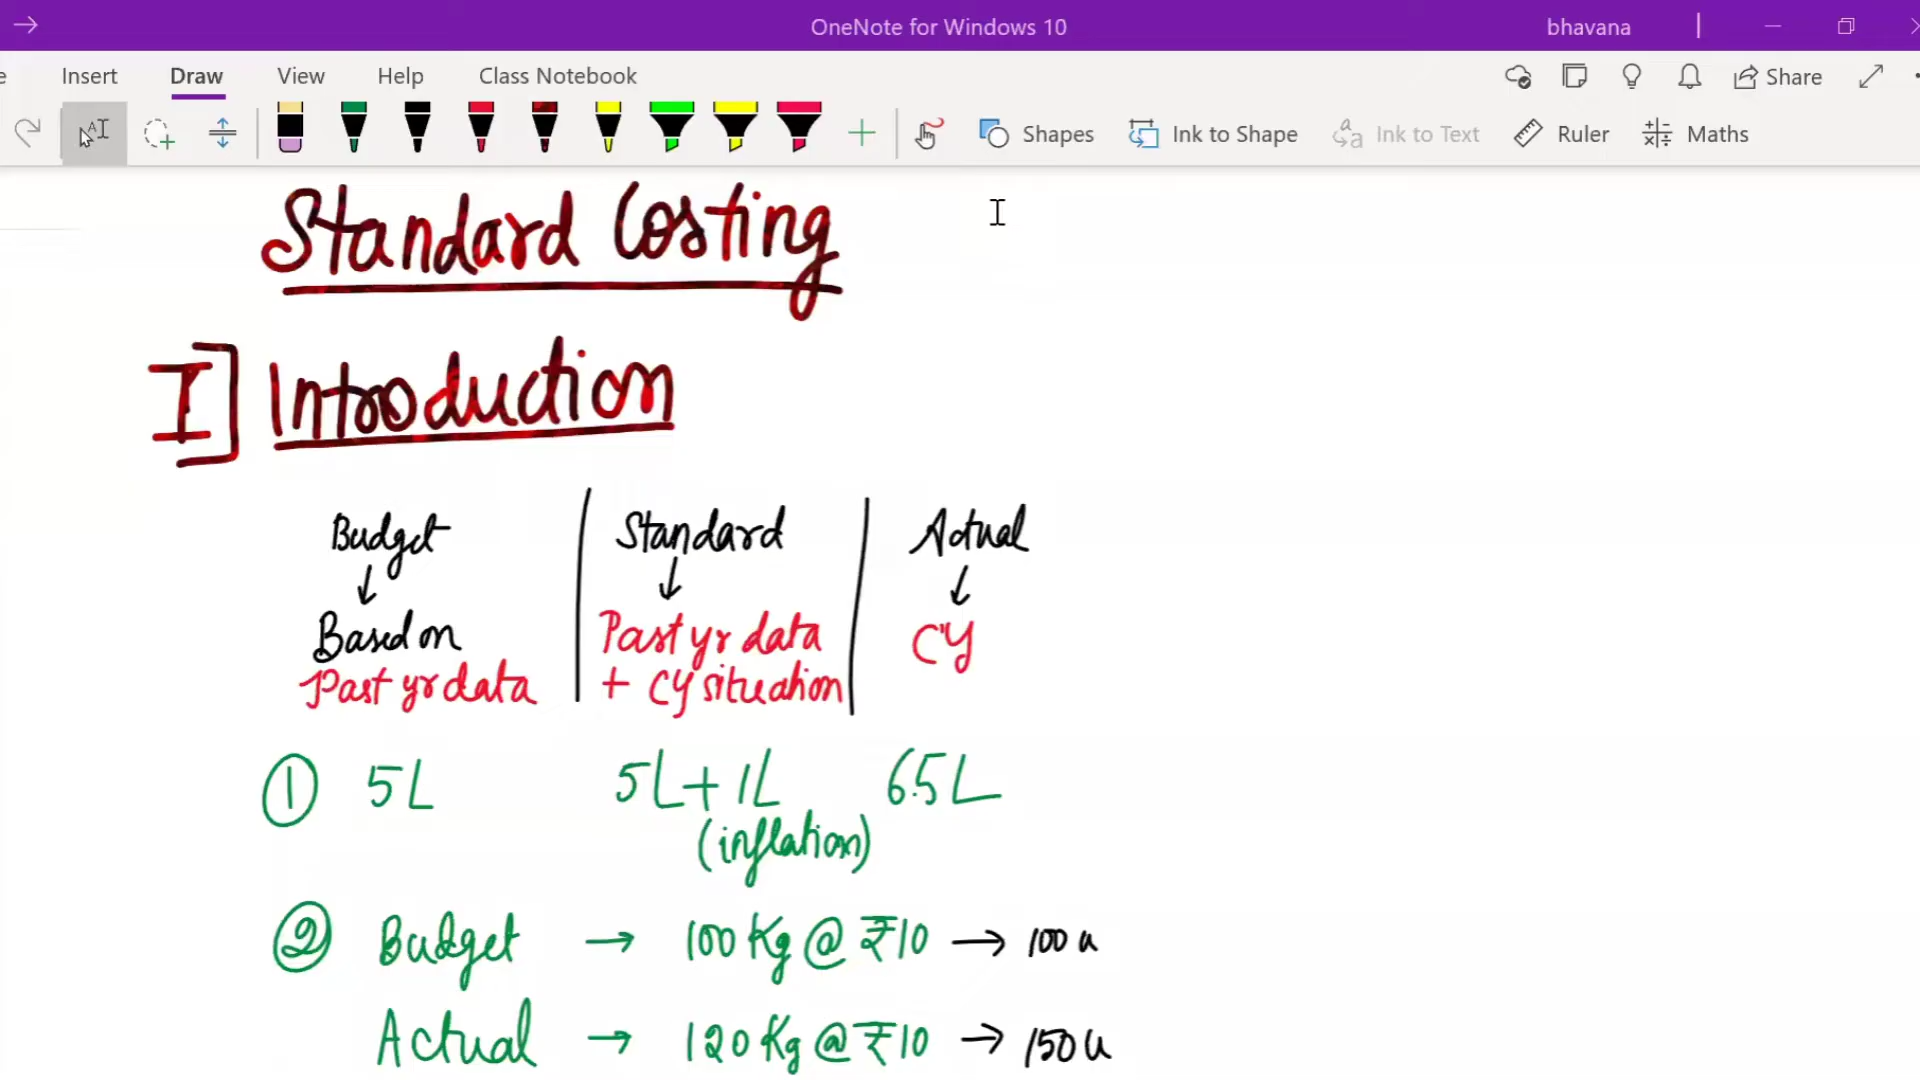 OneNote for Windows 10
bhavana
Insert Draw View Help Class Notebook
Share
Shapes Ink to Shape Ink to Text Ruler Maths
Standard Costing
I] Introduction
Budget Standard Actual
↓ ↓ ↓
Based on Past yr data CY
Past yr data + CY situation
① 5L 5L+1L 6.5L
(inflation)
② Budget → 100 Kg @ ₹10 → 100 u
Actual → 120 Kg @ ₹10 → 150 u